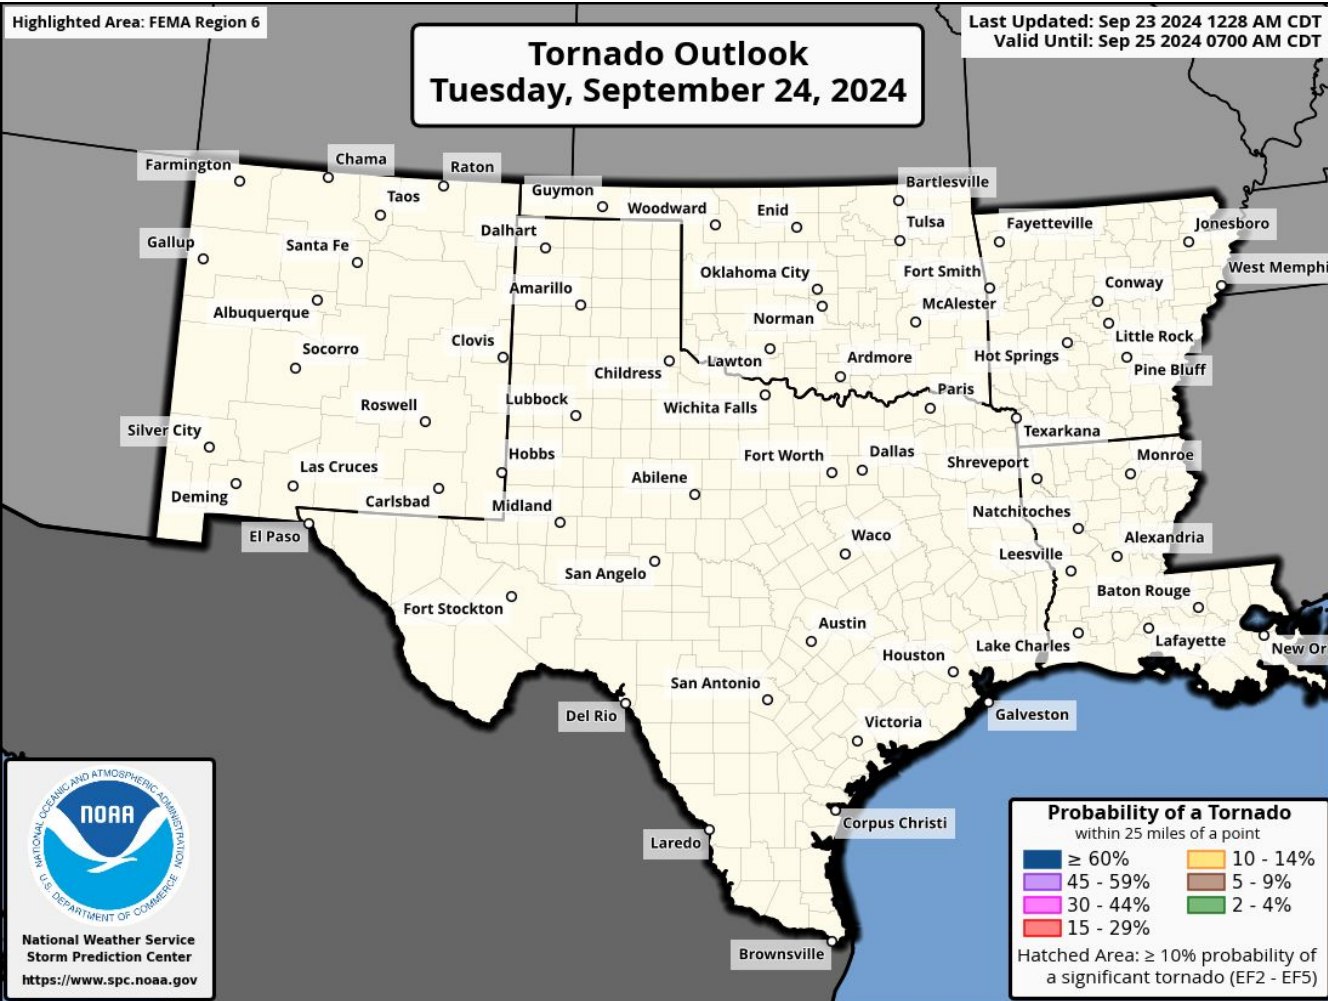 Highlighted Area: FEMA Region 6
Last Updated: Sep 23 2024 1228 AM CDT
Valid Until: Sep 25 2024 0700 AM CDT
Tornado Outlook
Tuesday, September 24, 2024
Farmington
Chama
Raton
Taos
Guymon
Woodward
Enid
Bartlesville
Tulsa
Fayetteville
Jonesboro
Gallup
Santa Fe
Dalhart
Oklahoma City
Fort Smith
West Memphi
Amarillo
Conway
Albuquerque
Norman
McAlester
Socorro
Clovis
Little Rock
Childress
Lawton
Ardmore
Hot Springs
Pine Bluff
Roswell
Lubbock
Wichita Falls
Paris
Silver City
Texarkana
Las Cruces
Hobbs
Abilene
Fort Worth
Dallas
Shreveport
Monroe
Deming
Carlsbad
Midland
Natchitoches
El Paso
Waco
Leesville
Alexandria
San Angelo
Baton Rouge
Fort Stockton
Austin
Lake Charles
Lafayette
New Or
Houston
San Antonio
Del Rio
Victoria
Galveston
Corpus Christi
Laredo
Brownsville
NATIONAL OCEANIC AND ATMOSPHERIC ADMINISTRATION
NOAA
U.S. DEPARTMENT OF COMMERCE
National Weather Service
Storm Prediction Center
https://www.spc.noaa.gov
Probability of a Tornado
within 25 miles of a point
≥ 60%
10 - 14%
45 - 59%
5 - 9%
30 - 44%
2 - 4%
15 - 29%
Hatched Area: ≥ 10% probability of
a significant tornado (EF2 - EF5)